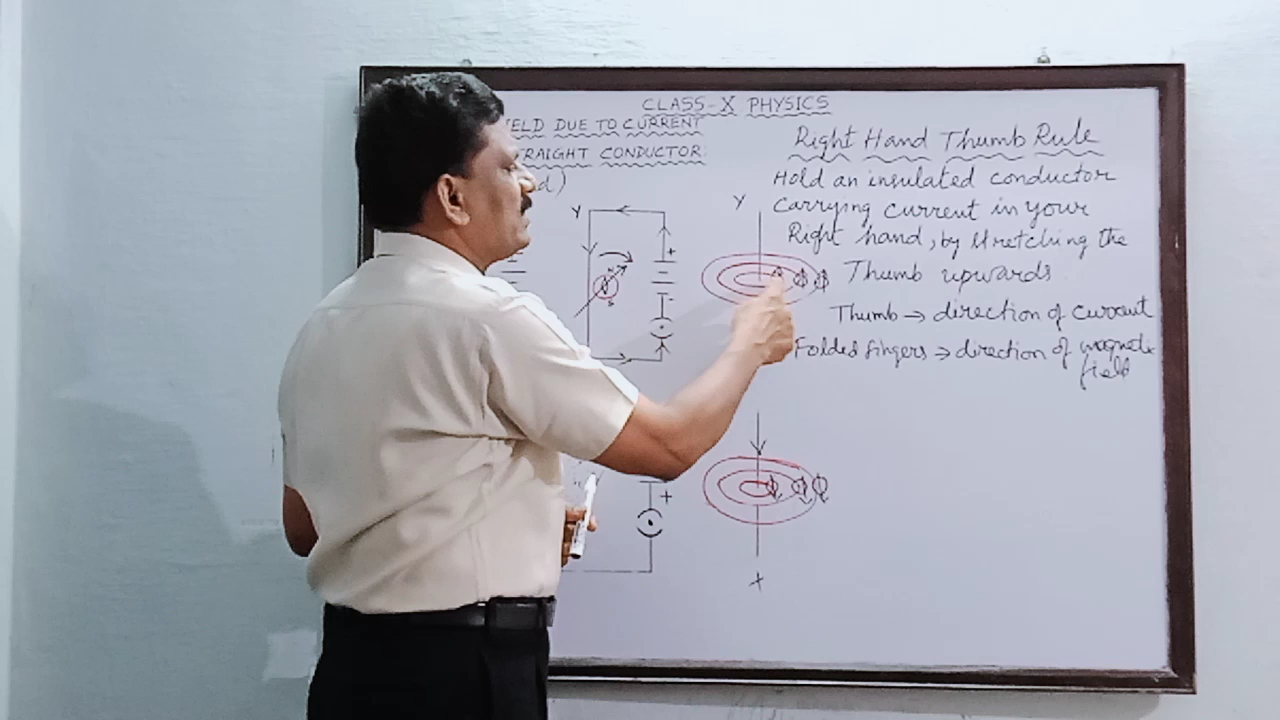 CLASS-X PHYSICS
ELD DUE TO CURRENT
TRAIGHT CONDUCTOR
d)
Y
+
-
N
S
+
Y
X
Right Hand Thumb Rule
Hold an insulated conductor
carrying current in your
Right hand, by stretching the
Thumb upwards
Thumb → direction of current
Folded fingers → direction of magnetic
field